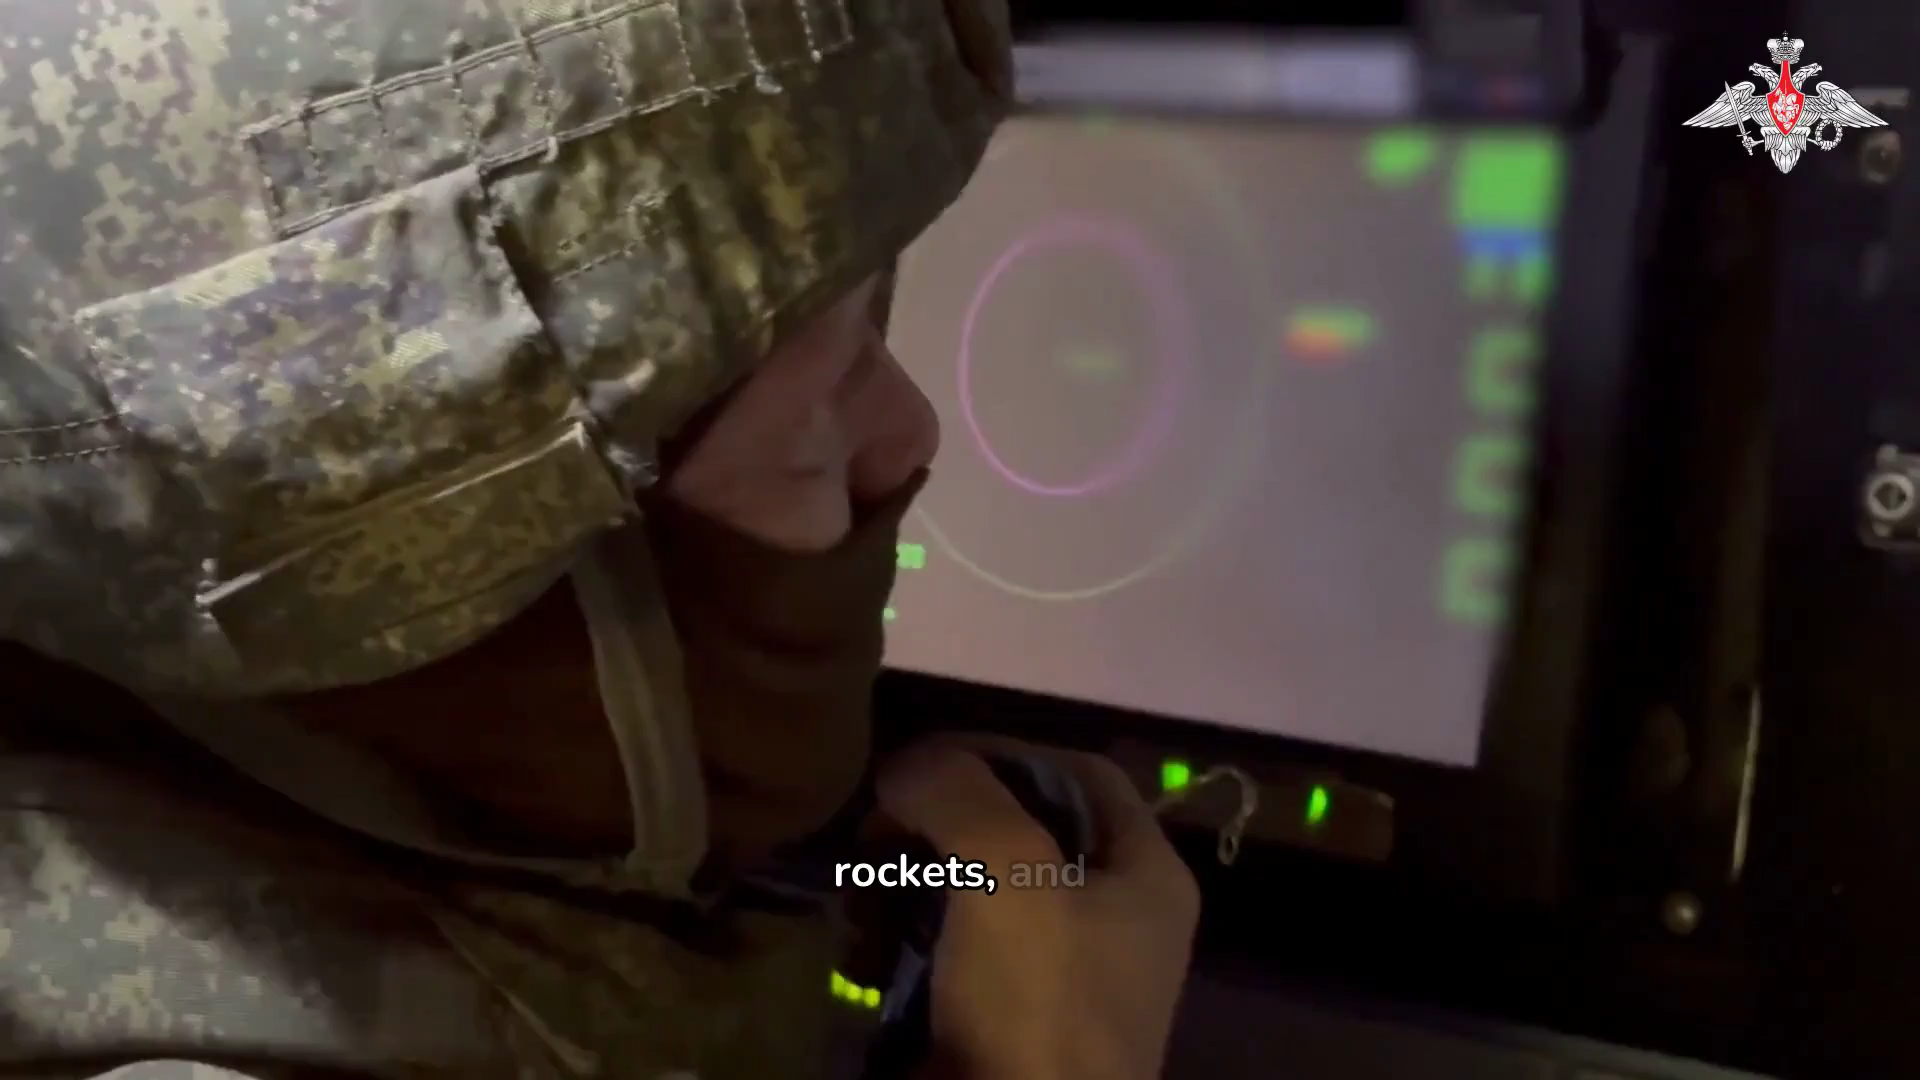 rockets, and